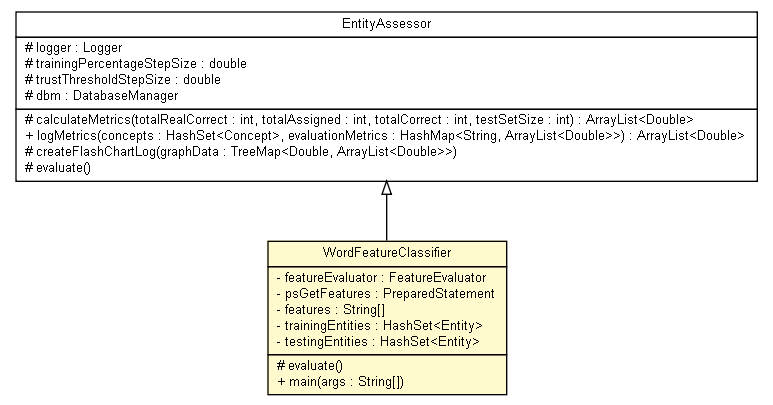 EntityAssessor
# logger : Logger
# trainingPercentageStepSize : double
# trustThresholdStepSize : double
# dbm : DatabaseManager
# calculateMetrics(totalRealCorrect : int, totalAssigned : int, totalCorrect : int, testSetSize : int) : ArrayList<Double>
+ logMetrics(concepts : HashSet<Concept>, evaluationMetrics : HashMap<String, ArrayList<Double>>) : ArrayList<Double>
# createFlashChartLog(graphData : TreeMap<Double, ArrayList<Double>>)
# evaluate()
WordFeatureClassifier
- featureEvaluator : FeatureEvaluator
- psGetFeatures : PreparedStatement
- features : String[]
- trainingEntities : HashSet<Entity>
- testingEntities : HashSet<Entity>
# evaluate()
+ main(args : String[])